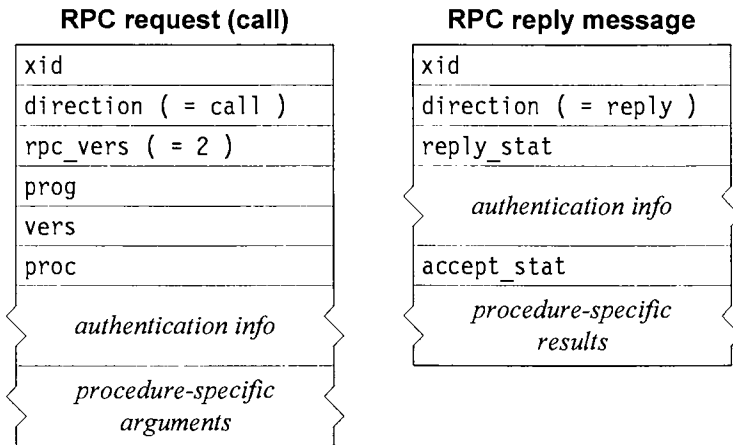 RPC request (call)
xid
direction ( = call )
rpc_vers ( = 2 )
prog
vers
proc
authentication info
procedure-specific
arguments
RPC reply message
xid
direction ( = reply )
reply_stat
authentication info
accept_stat
procedure-specific
results